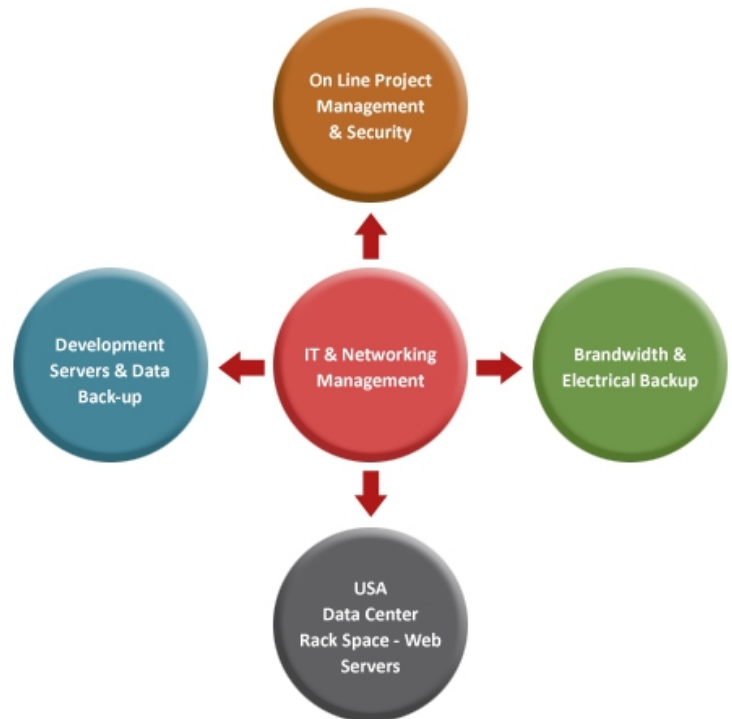 On Line Project
Management
& Security
Development
Servers & Data
Back-up
IT & Networking
Management
Brandwidth &
Electrical Backup
USA
Data Center
Rack Space - Web
Servers